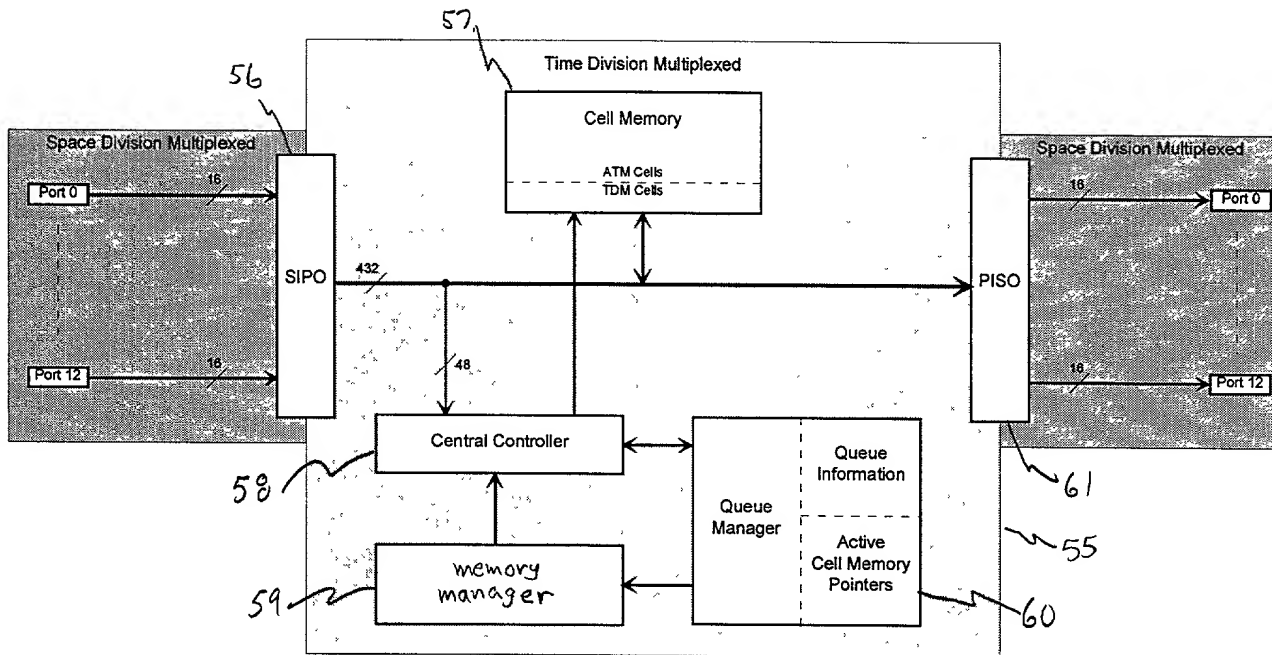 57
Time Division Multiplexed
56
Cell Memory
Space Division Multiplexed
Space Division Multiplexed
ATM Cells
TDM Cells
Port 0
16
16
Port 0
SIPO
432
PISO
Port 12
16
48
16
Port 12
Central Controller
Queue
Information
58
Queue
Manager
61
Active
Cell Memory
Pointers
55
memory
manager
59
60